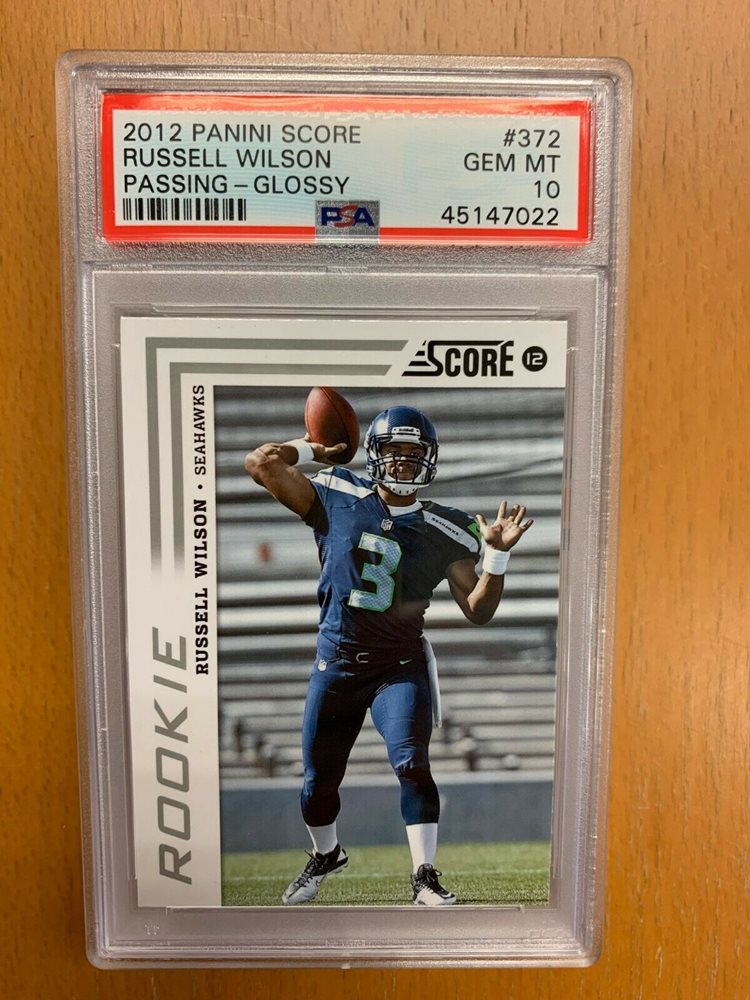 2012 PANINI SCORE #372
RUSSELL WILSON GEM MT
PASSING – GLOSSY 10
PSA 45147022
SCORE 12
RUSSELL WILSON • SEAHAWKS
ROOKIE
SEAHAWKS
NFL
3